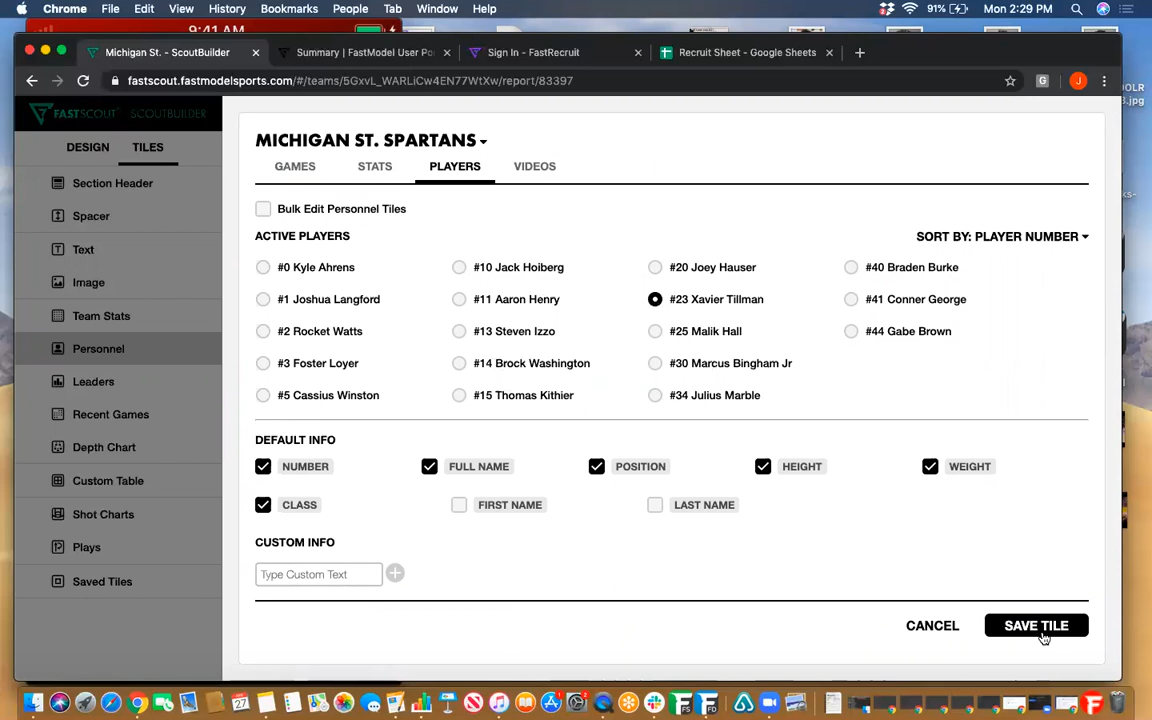 Chrome File Edit View History Bookmarks People Tab Window Help 91% Mon 2:29 PM
9:41 AM
Michigan St. - ScoutBuilder Summary | FastModel User Po Sign In - FastRecruit Recruit Sheet - Google Sheets
fastscout.fastmodelsports.com/#/teams/5GxvL_WARLiCw4EN77WtXw/report/83397 G J
FASTSCOUT SCOUTBUILDER
DESIGN TILES
Section Header
Spacer
Text
Image
Team Stats
Personnel
Leaders
Recent Games
Depth Chart
Custom Table
Shot Charts
Plays
Saved Tiles
MICHIGAN ST. SPARTANS
GAMES STATS PLAYERS VIDEOS
Bulk Edit Personnel Tiles
ACTIVE PLAYERS SORT BY: PLAYER NUMBER
#0 Kyle Ahrens #10 Jack Hoiberg #20 Joey Hauser #40 Braden Burke
#1 Joshua Langford #11 Aaron Henry #23 Xavier Tillman #41 Conner George
#2 Rocket Watts #13 Steven Izzo #25 Malik Hall #44 Gabe Brown
#3 Foster Loyer #14 Brock Washington #30 Marcus Bingham Jr
#5 Cassius Winston #15 Thomas Kithier #34 Julius Marble
DEFAULT INFO
NUMBER FULL NAME POSITION HEIGHT WEIGHT
CLASS FIRST NAME LAST NAME
CUSTOM INFO
Type Custom Text
CANCEL SAVE TILE